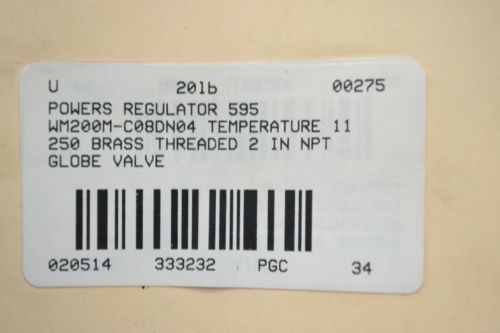 U 201b 00275
POWERS REGULATOR 595
WM200M-C08DN04 TEMPERATURE 11
250 BRASS THREADED 2 IN NPT
GLOBE VALVE
020514 333232 PGC 34